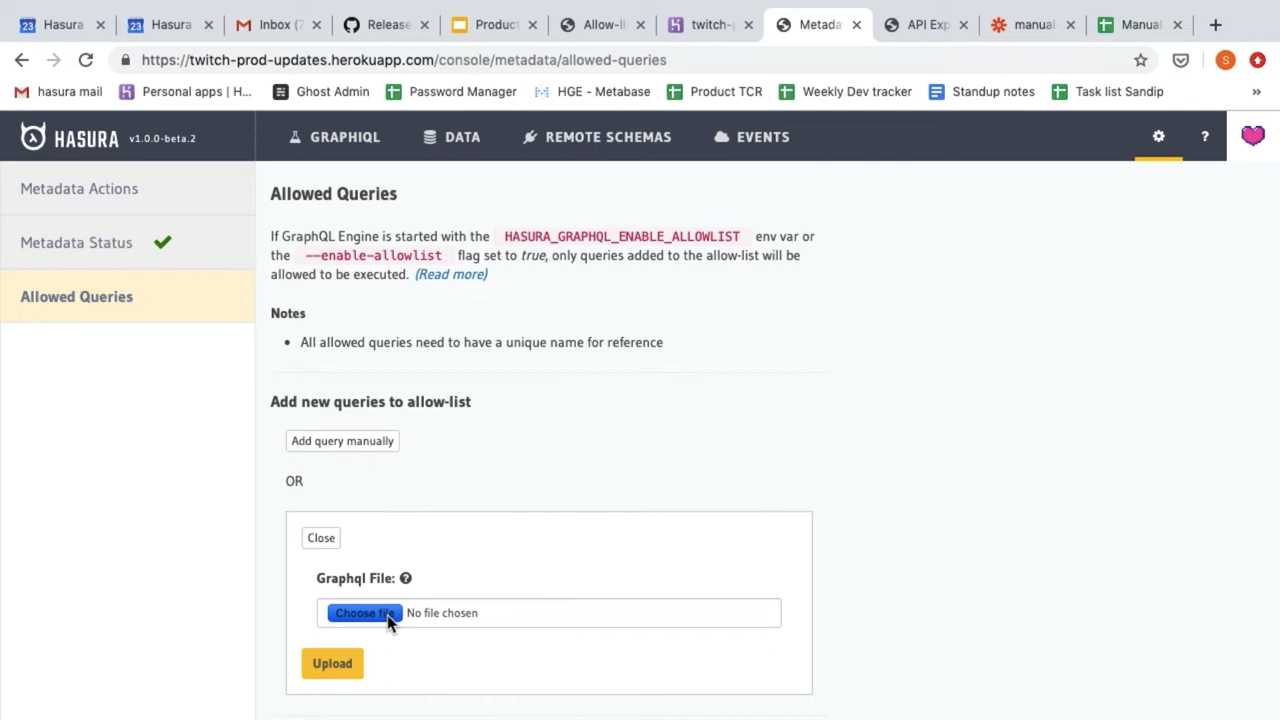 Hasura
Hasura
Inbox (7
Release
Product
Allow-li
twitch-
Metada
API Exp
manual
Manual
https://twitch-prod-updates.herokuapp.com/console/metadata/allowed-queries
S
hasura mail
Personal apps | H...
Ghost Admin
Password Manager
HGE - Metabase
Product TCR
Weekly Dev tracker
Standup notes
Task list Sandip
»
HASURA v1.0.0-beta.2
GRAPHIQL
DATA
REMOTE SCHEMAS
EVENTS
?
Metadata Actions
Metadata Status
Allowed Queries
Allowed Queries
If GraphQL Engine is started with the HASURA_GRAPHQL_ENABLE_ALLOWLIST env var or
the --enable-allowlist flag set to true, only queries added to the allow-list will be
allowed to be executed. (Read more)
Notes
• All allowed queries need to have a unique name for reference
Add new queries to allow-list
Add query manually
OR
Close
Graphql File: ?
Choose file No file chosen
Upload